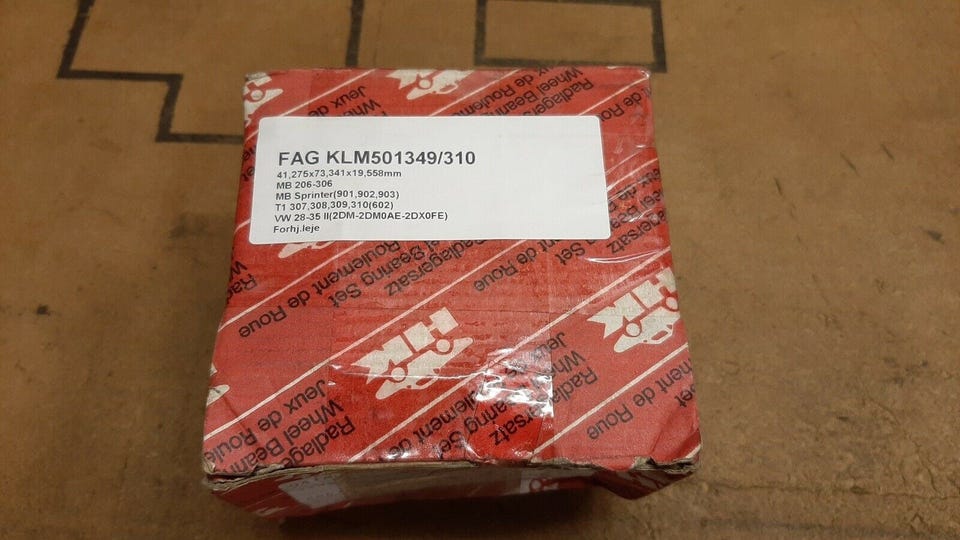 FAG KLM501349/310
41,275x73,341x19,558mm
MB 206-306
MB Sprinter(901,902,903)
T1 307,308,309,310(602)
VW 28-35 II(2DM-2DM0AE-2DX0FE)
Forhj.leje
Radlagersatz
Wheel Bearing Set
Jeux de Roulement de Roue